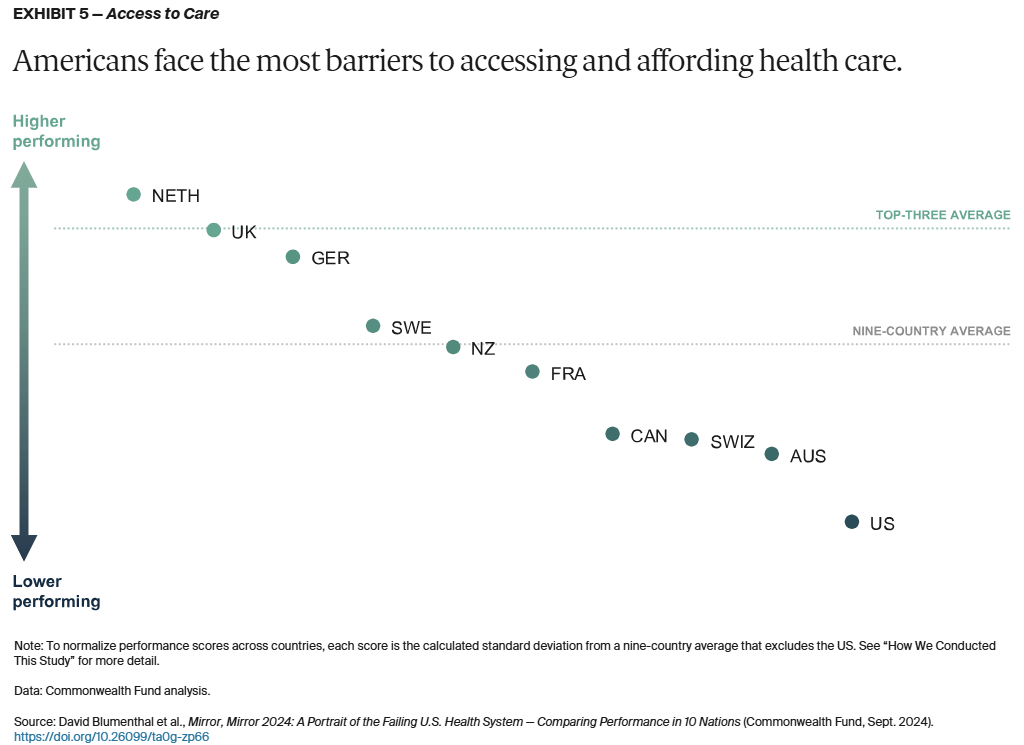 EXHIBIT 5 — Access to Care
Americans face the most barriers to accessing and affording health care.
Higher
performing
NETH
TOP-THREE AVERAGE
UK
GER
SWE
NINE-COUNTRY AVERAGE
NZ
FRA
CAN
SWIZ
AUS
US
Lower
performing
Note: To normalize performance scores across countries, each score is the calculated standard deviation from a nine-country average that excludes the US. See “How We Conducted
This Study” for more detail.
Data: Commonwealth Fund analysis.
Source: David Blumenthal et al., Mirror, Mirror 2024: A Portrait of the Failing U.S. Health System — Comparing Performance in 10 Nations (Commonwealth Fund, Sept. 2024).
https://doi.org/10.26099/ta0g-zp66